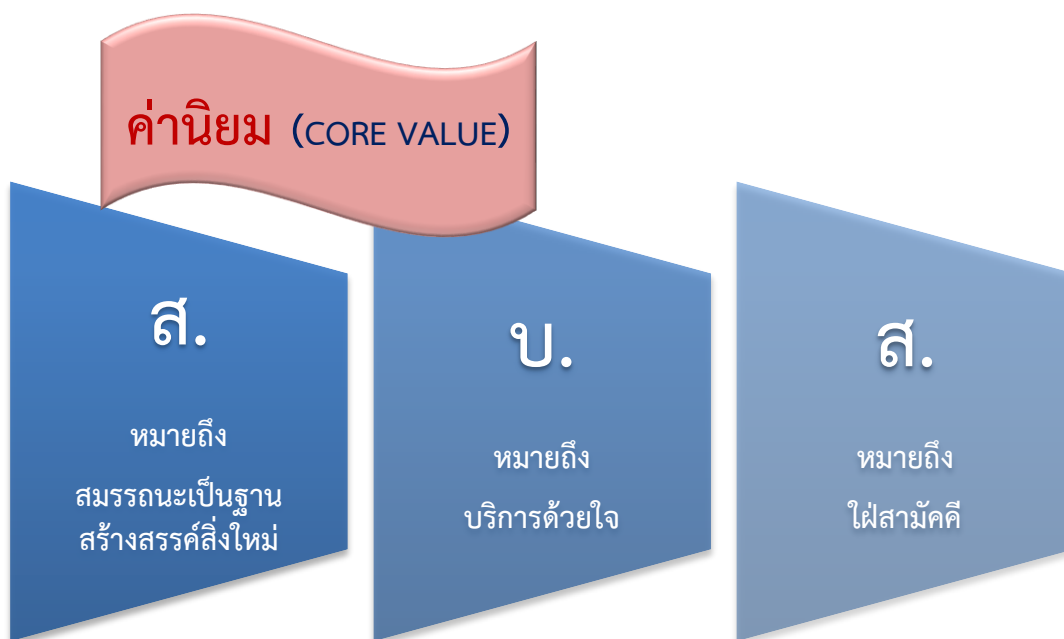 ค่านิยม (CORE VALUE)
ส.
หมายถึง
สมรรถนะเป็นฐาน
สร้างสรรค์สิ่งใหม่
บ.
หมายถึง
บริการด้วยใจ
ส.
หมายถึง
ใฝ่สามัคคี